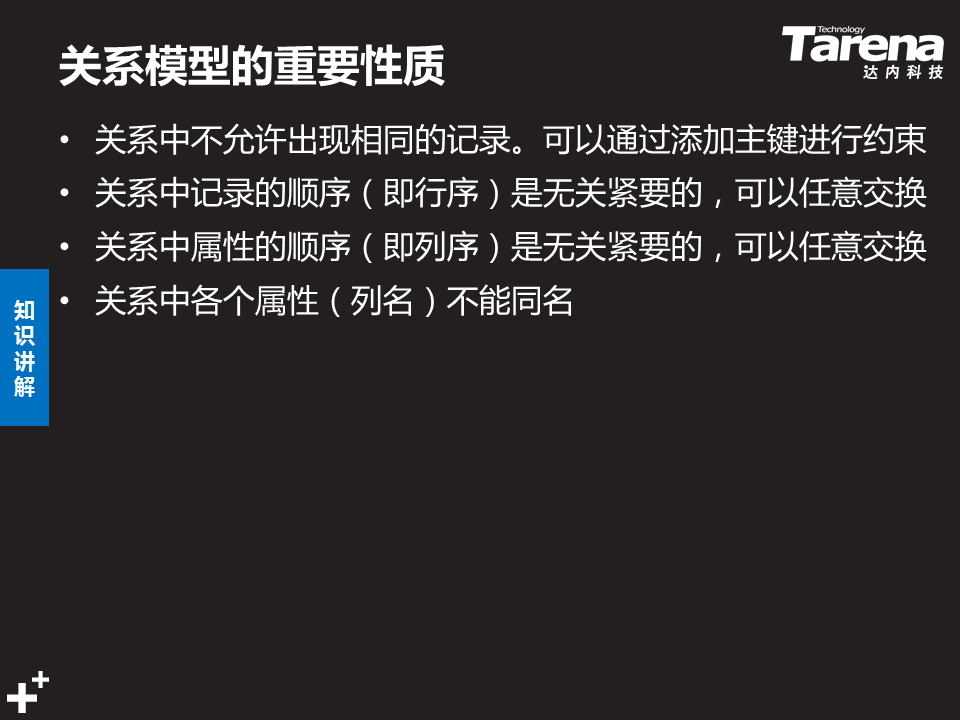 关系模型的重要性质
Technology
Tarena
达内科技
• 关系中不允许出现相同的记录。可以通过添加主键进行约束
• 关系中记录的顺序（即行序）是无关紧要的，可以任意交换
• 关系中属性的顺序（即列序）是无关紧要的，可以任意交换
• 关系中各个属性（列名）不能同名
知识讲解